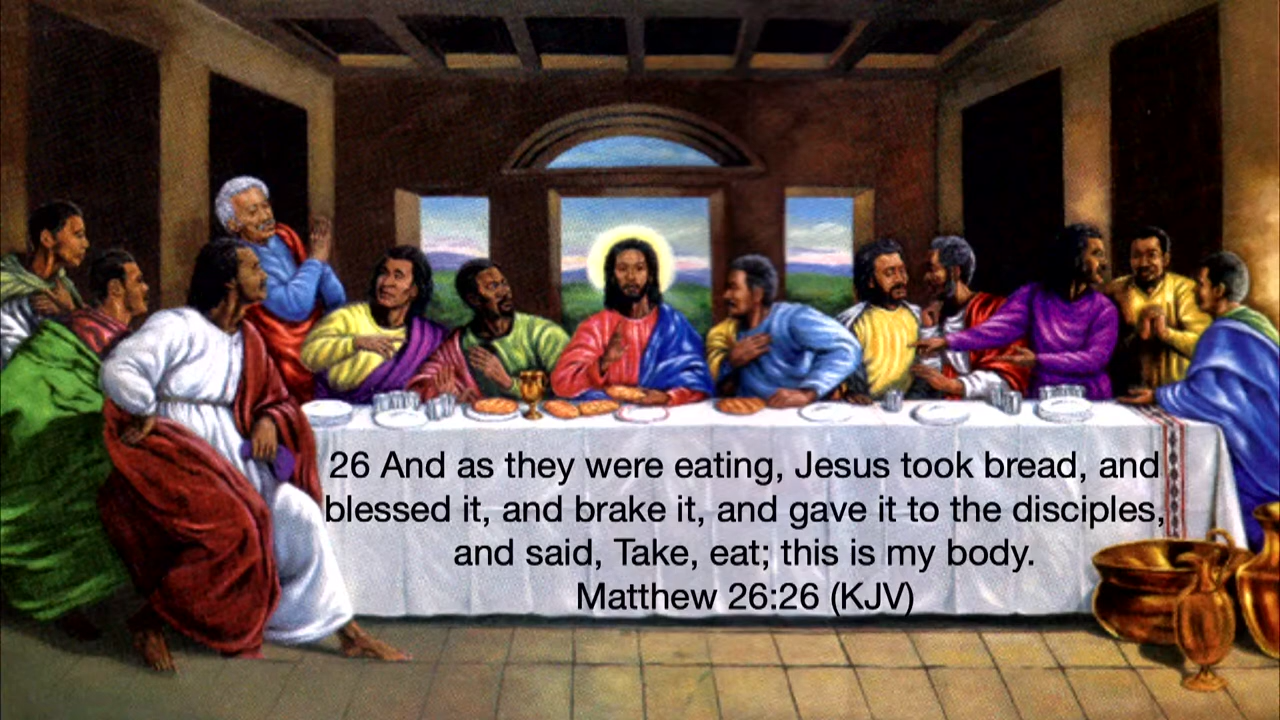 26 And as they were eating, Jesus took bread, and
blessed it, and brake it, and gave it to the disciples,
and said, Take, eat; this is my body.
Matthew 26:26 (KJV)